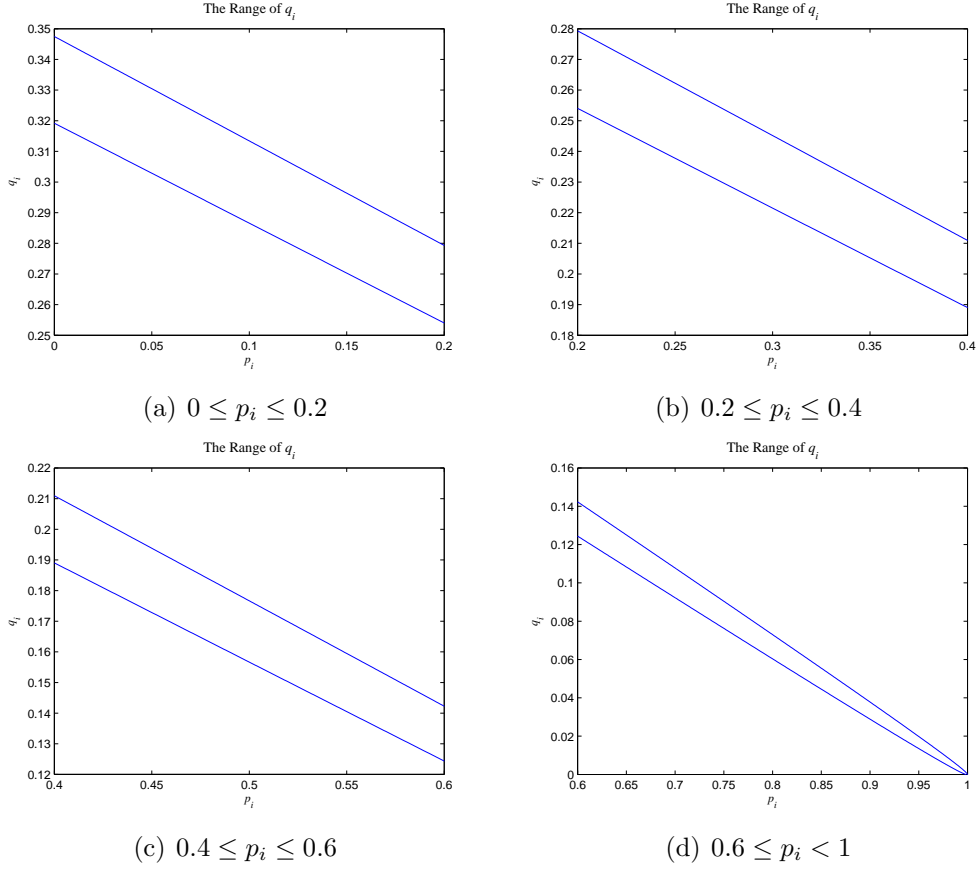 The Range of q_i
0.35
0.34
0.33
0.32
0.31
0.3
0.29
0.28
0.27
0.26
0.25
q_i
0 0.05 0.1 0.15 0.2
p_i
(a) 0 ≤ p_i ≤ 0.2
The Range of q_i
0.28
0.27
0.26
0.25
0.24
0.23
0.22
0.21
0.2
0.19
0.18
q_i
0.2 0.25 0.3 0.35 0.4
p_i
(b) 0.2 ≤ p_i ≤ 0.4
The Range of q_i
0.22
0.21
0.2
0.19
0.18
0.17
0.16
0.15
0.14
0.13
0.12
q_i
0.4 0.45 0.5 0.55 0.6
p_i
(c) 0.4 ≤ p_i ≤ 0.6
The Range of q_i
0.16
0.14
0.12
0.1
0.08
0.06
0.04
0.02
0
q_i
0.6 0.65 0.7 0.75 0.8 0.85 0.9 0.95 1
p_i
(d) 0.6 ≤ p_i < 1